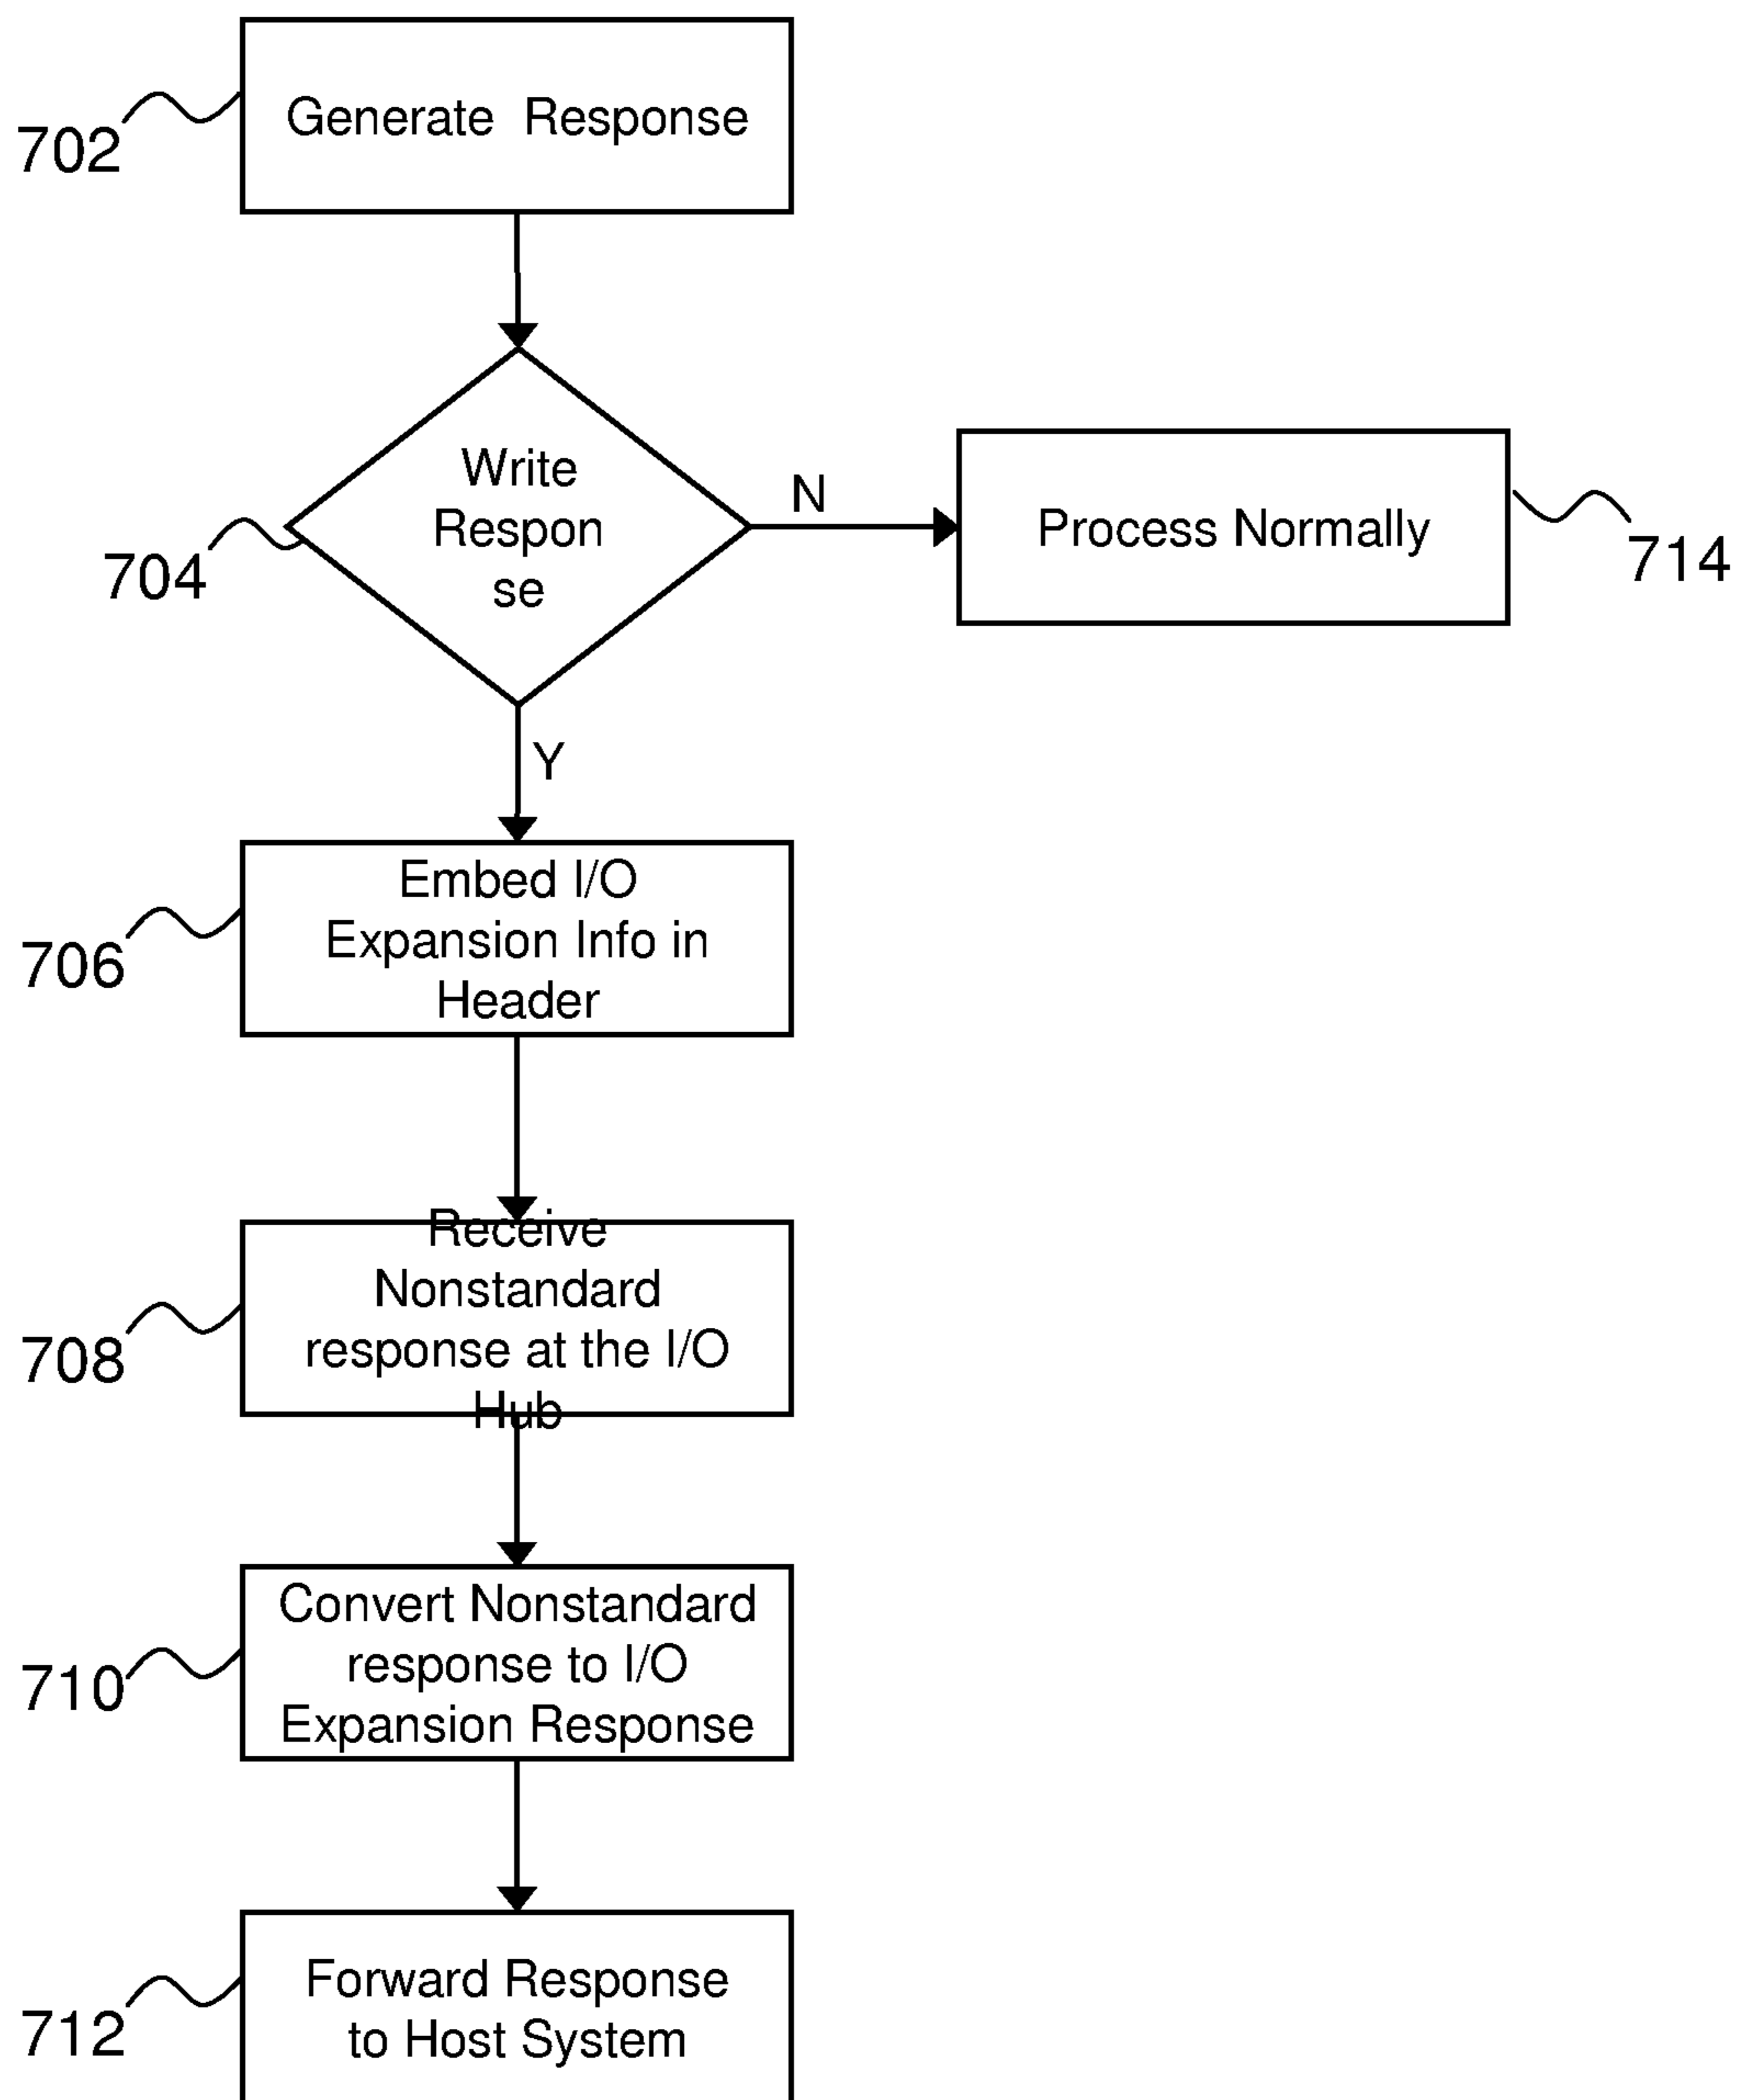 Generate Response
702
Write
Respon
se
N
Process Normally
704
714
Y
Embed I/O
Expansion Info in
Header
706
Receive
Nonstandard
response at the I/O
Hub
708
Convert Nonstandard
response to I/O
Expansion Response
710
Forward Response
to Host System
712